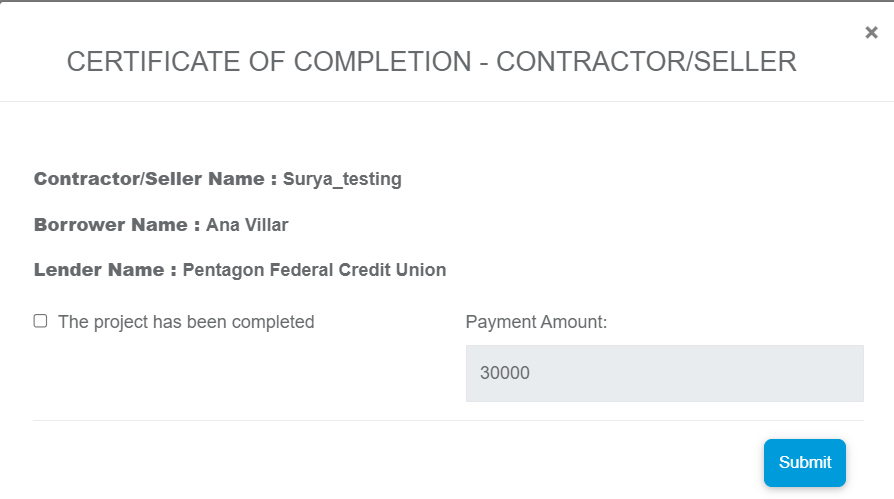 ×
CERTIFICATE OF COMPLETION - CONTRACTOR/SELLER
Contractor/Seller Name : Surya_testing
Borrower Name : Ana Villar
Lender Name : Pentagon Federal Credit Union
The project has been completed
Payment Amount:
30000
Submit